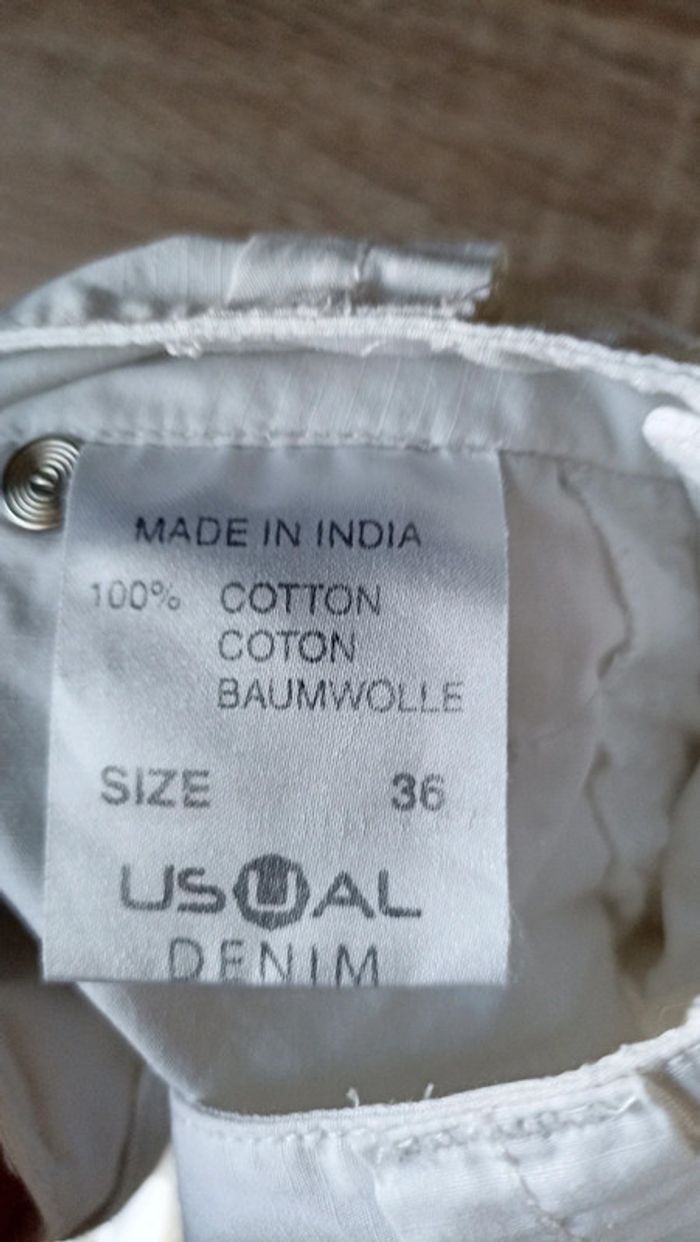 MADE IN INDIA
100% COTTON
COTON
BAUMWOLLE
SIZE 36
USUAL
DENIM